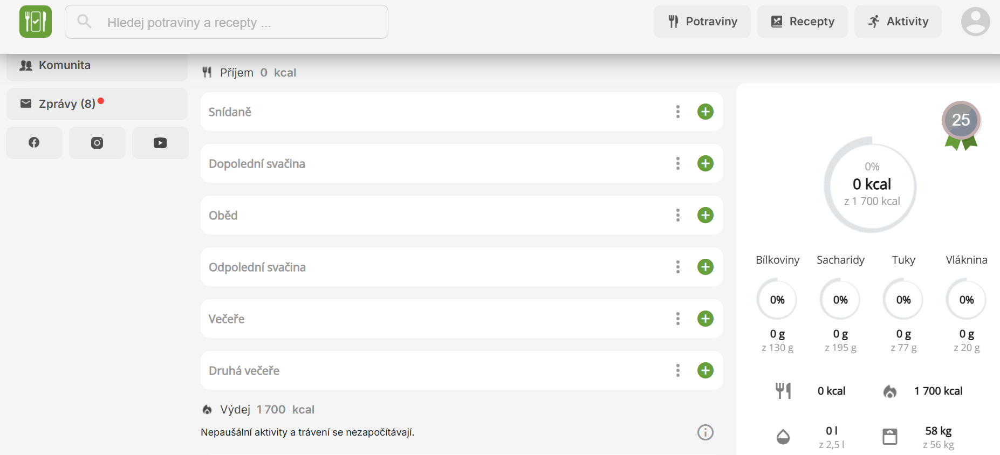 Hledej potraviny a recepty ...
Potraviny
Recepty
Aktivity
Komunita
Zprávy (8)
Příjem 0 kcal
Snídaně
Dopolední svačina
Oběd
Odpolední svačina
Večeře
Druhá večeře
Výdej 1 700 kcal
Nepaušální aktivity a trávení se nezapočítávají.
25
0%
0 kcal
z 1 700 kcal
Bílkoviny Sacharidy Tuky Vláknina
0% 0% 0% 0%
0 g 0 g 0 g 0 g
z 130 g z 195 g z 77 g z 20 g
0 kcal 1 700 kcal
0 l 58 kg
z 2,5 l z 56 kg